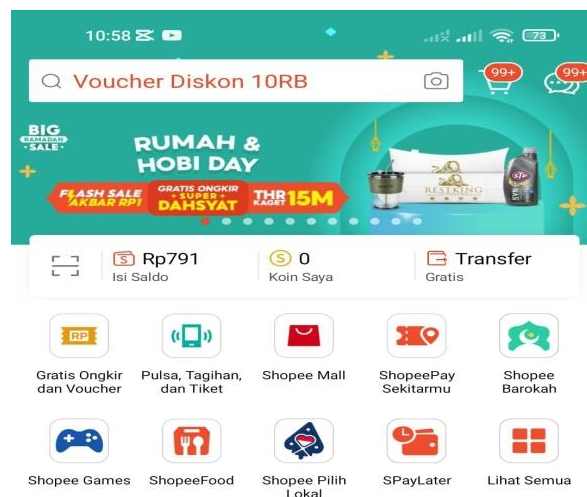 10:58
73
Voucher Diskon 10RB
99+
99+
BIG
RAMADAN
SALE
RUMAH &
HOBI DAY
FLASH SALE
AKBAR RP1
GRATIS ONGKIR
SUPER
DAHSYAT
THR
KAGET
15M
RESTKING
STP
Rp791
Isi Saldo
0
Koin Saya
Transfer
Gratis
RP
Gratis Ongkir
dan Voucher
Pulsa, Tagihan,
dan Tiket
Shopee Mall
ShopeePay
Sekitarmu
Shopee
Barokah
Shopee Games
ShopeeFood
Shopee Pilih
Lokal
SPayLater
Lihat Semua